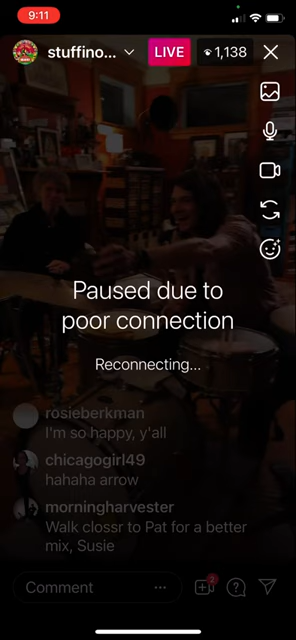 9:11
stuffino...
LIVE
1,138
Paused due to
poor connection
Reconnecting...
rosieberkman
I'm so happy, y'all
chicagogirl49
hahaha arrow
morningharvester
Walk clossr to Pat for a better
mix, Susie
Comment
2